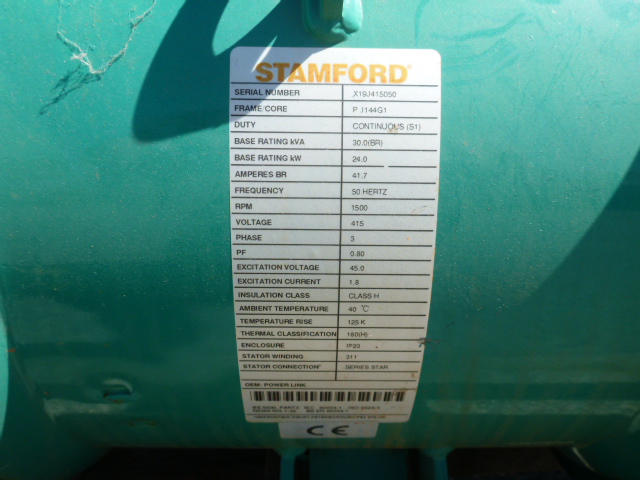 STAMFORD®
SERIAL NUMBER X19J415050
FRAME/CORE P J144G1
DUTY CONTINUOUS (S1)
BASE RATING kVA 30.0(BR)
BASE RATING kW 24.0
AMPERES BR 41.7
FREQUENCY 50 HERTZ
RPM 1500
VOLTAGE 415
PHASE 3
PF 0.80
EXCITATION VOLTAGE 45.0
EXCITATION CURRENT 1.8
INSULATION CLASS CLASS H
AMBIENT TEMPERATURE 40 ℃
TEMPERATURE RISE 125 K
THERMAL CLASSIFICATION 180(H)
ENCLOSURE IP23
STATOR WINDING 311
STATOR CONNECTION SERIES STAR
OEM: POWER LINK
CE